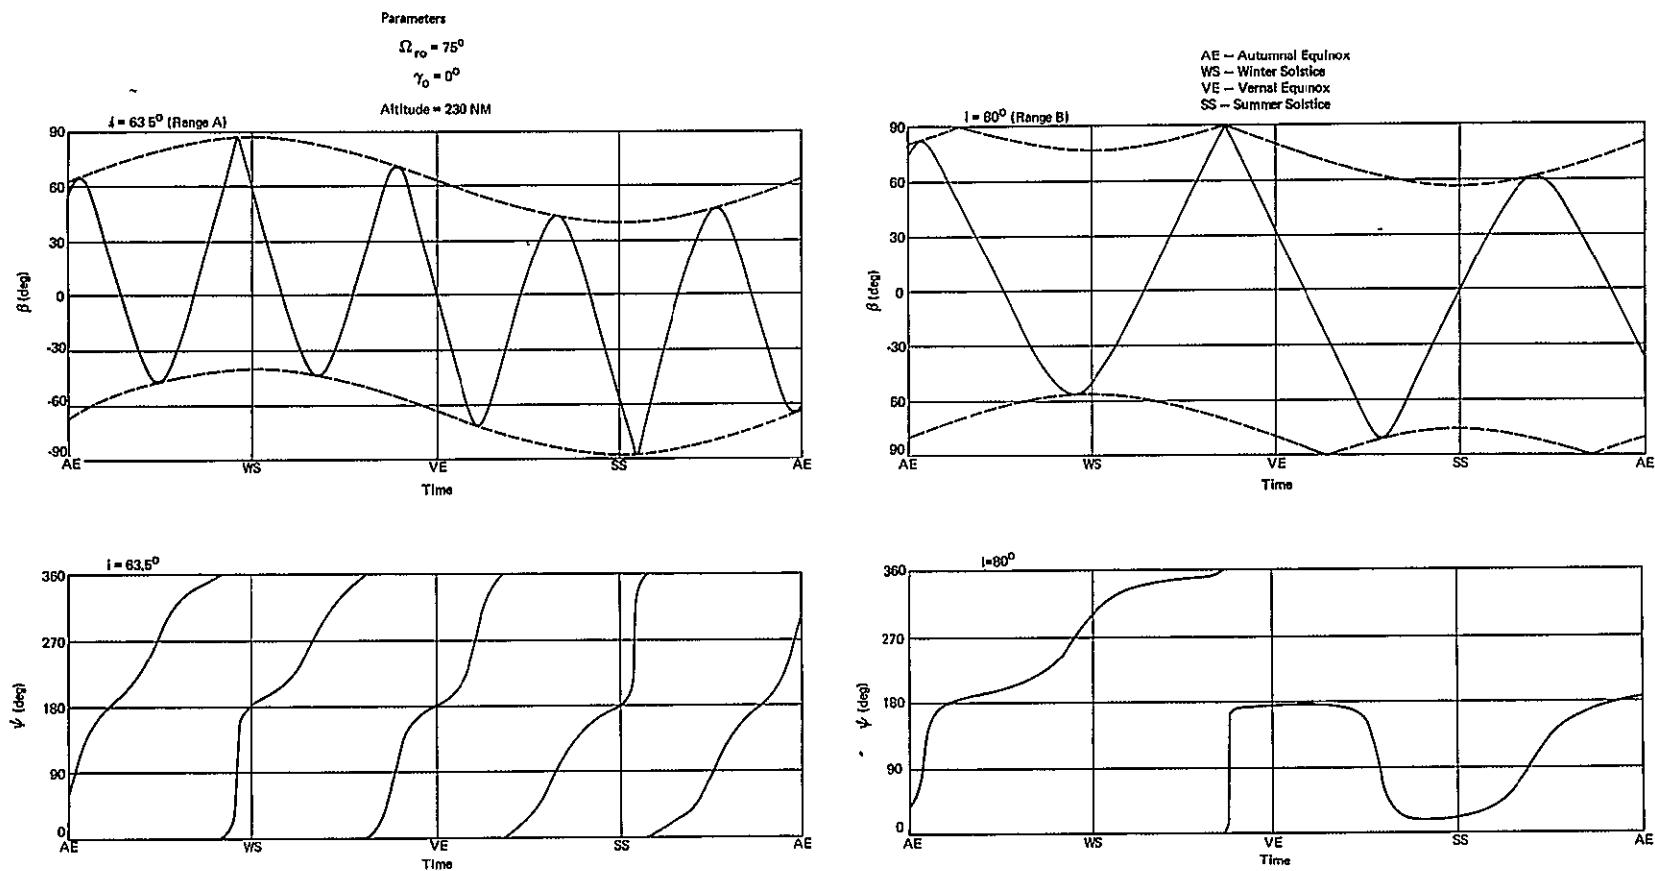 Parameters
Ωro = 75°
γo = 0°
Altitude = 230 NM
AE – Autumnal Equinox
WS – Winter Solstice
VE – Vernal Equinox
SS – Summer Solstice
i = 63 5° (Range A)
90
60
30
0
-30
-60
-90
β (deg)
AE
WS
VE
SS
AE
Time
i = 80° (Range B)
90
60
30
0
-30
60
90
β (deg)
AE
WS
VE
SS
AE
Time
i = 63.5°
360
270
180
90
0
ψ (deg)
AE
WS
VE
SS
AE
Time
i=80°
360
270
180
90
0
ψ (deg)
AE
WS
VE
SS
AE
Time